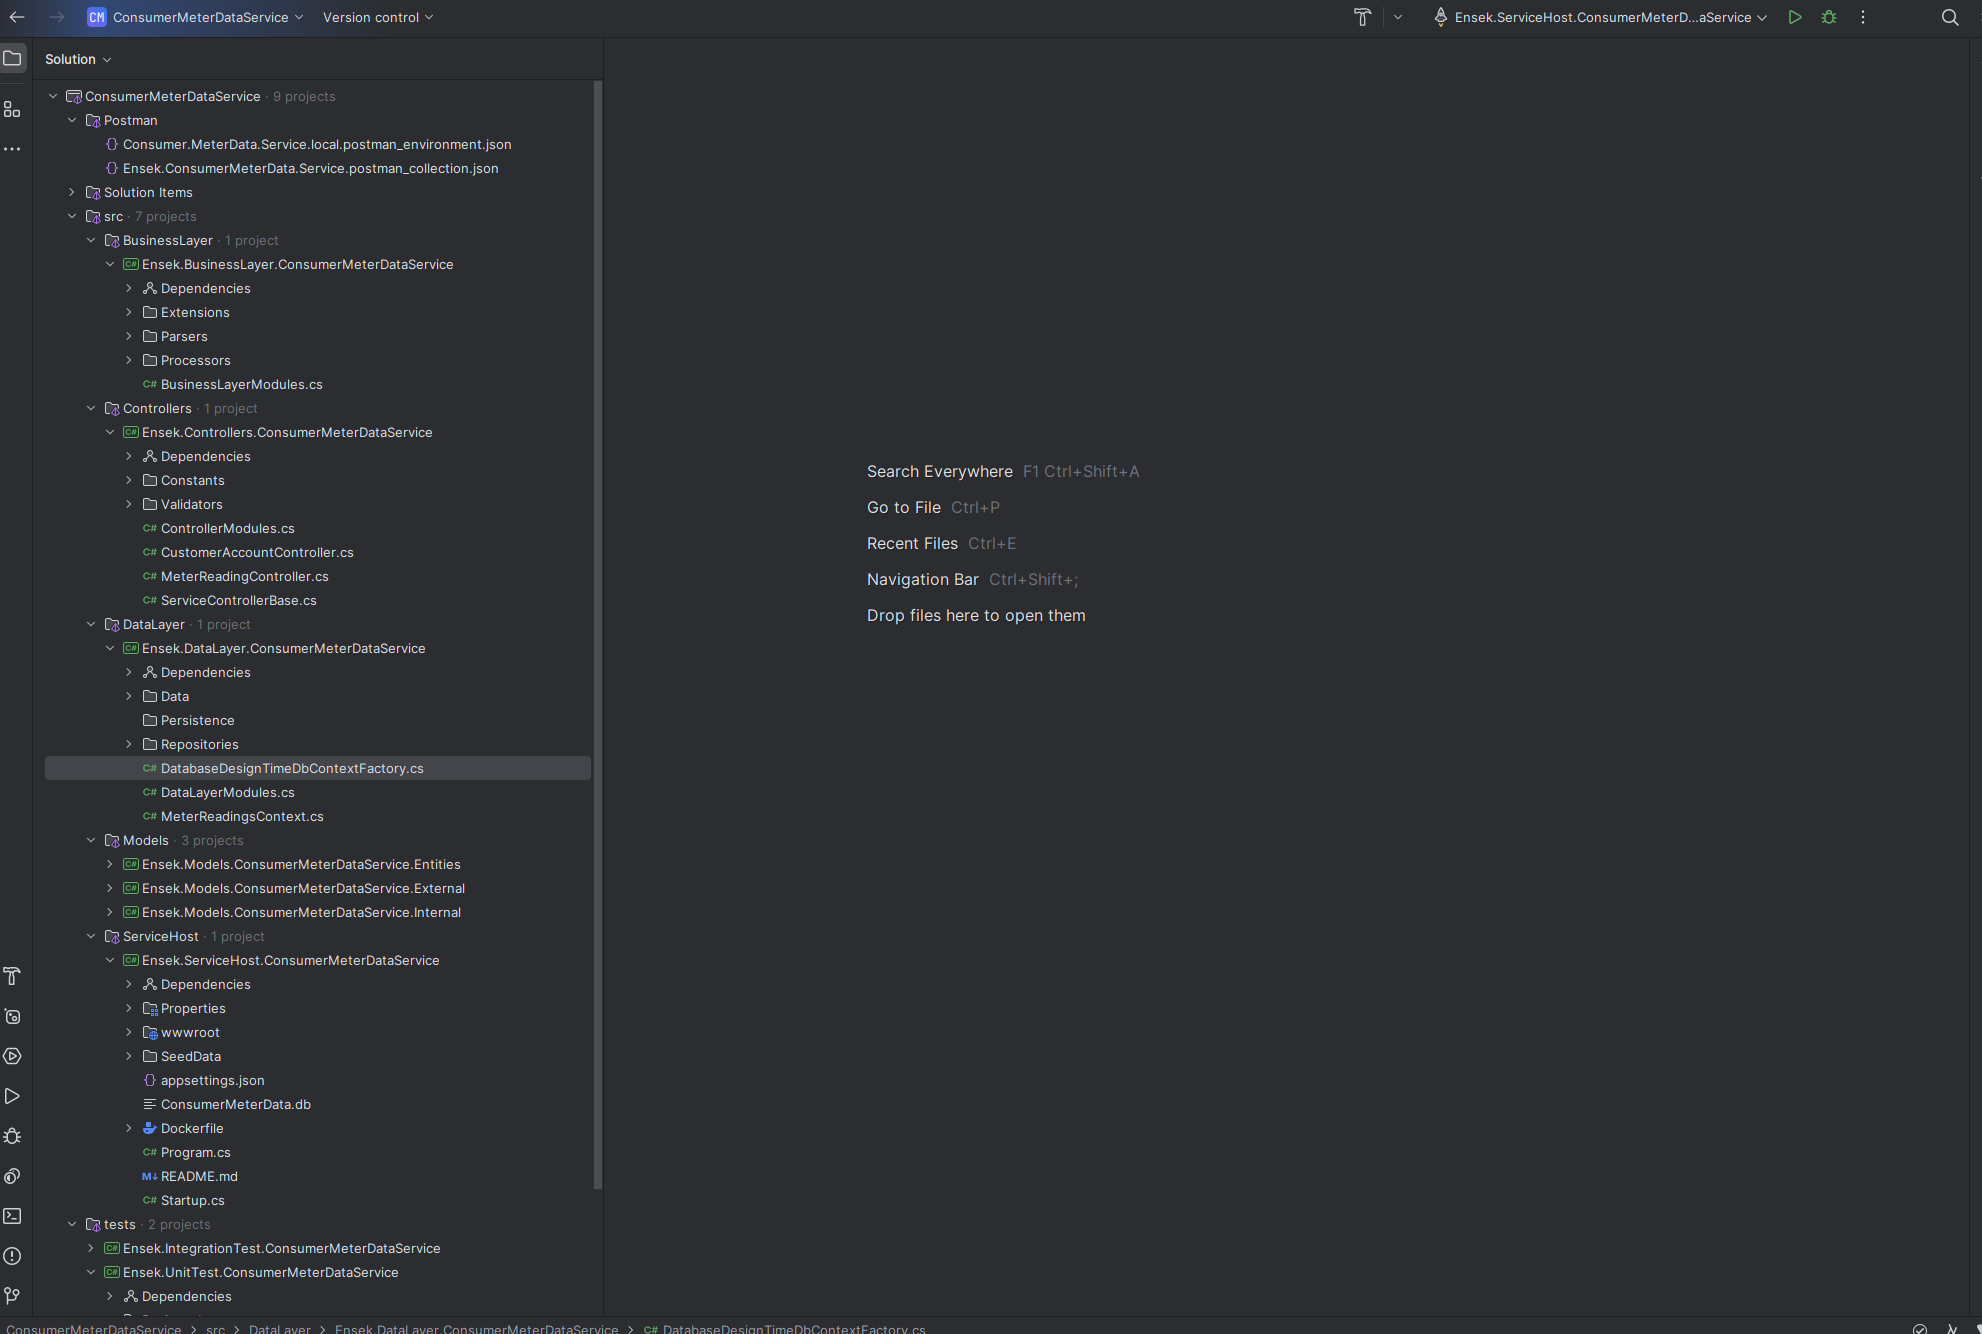 CM ConsumerMeterDataService Version control Ensek.ServiceHost.ConsumerMeterD...aService
Solution
ConsumerMeterDataService · 9 projects
Postman
{} Consumer.MeterData.Service.local.postman_environment.json
{} Ensek.ConsumerMeterData.Service.postman_collection.json
Solution Items
src · 7 projects
BusinessLayer · 1 project
C# Ensek.BusinessLayer.ConsumerMeterDataService
Dependencies
Extensions
Parsers
Processors
C# BusinessLayerModules.cs
Controllers · 1 project
C# Ensek.Controllers.ConsumerMeterDataService
Dependencies
Constants
Validators
C# ControllerModules.cs
C# CustomerAccountController.cs
C# MeterReadingController.cs
C# ServiceControllerBase.cs
DataLayer · 1 project
C# Ensek.DataLayer.ConsumerMeterDataService
Dependencies
Data
Persistence
Repositories
C# DatabaseDesignTimeDbContextFactory.cs
C# DataLayerModules.cs
C# MeterReadingsContext.cs
Models · 3 projects
C# Ensek.Models.ConsumerMeterDataService.Entities
C# Ensek.Models.ConsumerMeterDataService.External
C# Ensek.Models.ConsumerMeterDataService.Internal
ServiceHost · 1 project
C# Ensek.ServiceHost.ConsumerMeterDataService
Dependencies
Properties
wwwroot
SeedData
{} appsettings.json
ConsumerMeterData.db
Dockerfile
C# Program.cs
M↓ README.md
C# Startup.cs
tests · 2 projects
C# Ensek.IntegrationTest.ConsumerMeterDataService
C# Ensek.UnitTest.ConsumerMeterDataService
Dependencies
Search Everywhere F1 Ctrl+Shift+A
Go to File Ctrl+P
Recent Files Ctrl+E
Navigation Bar Ctrl+Shift+;
Drop files here to open them
ConsumerMeterDataService > src > DataLayer > Ensek.DataLayer.ConsumerMeterDataService > C# DatabaseDesignTimeDbContextFactory.cs